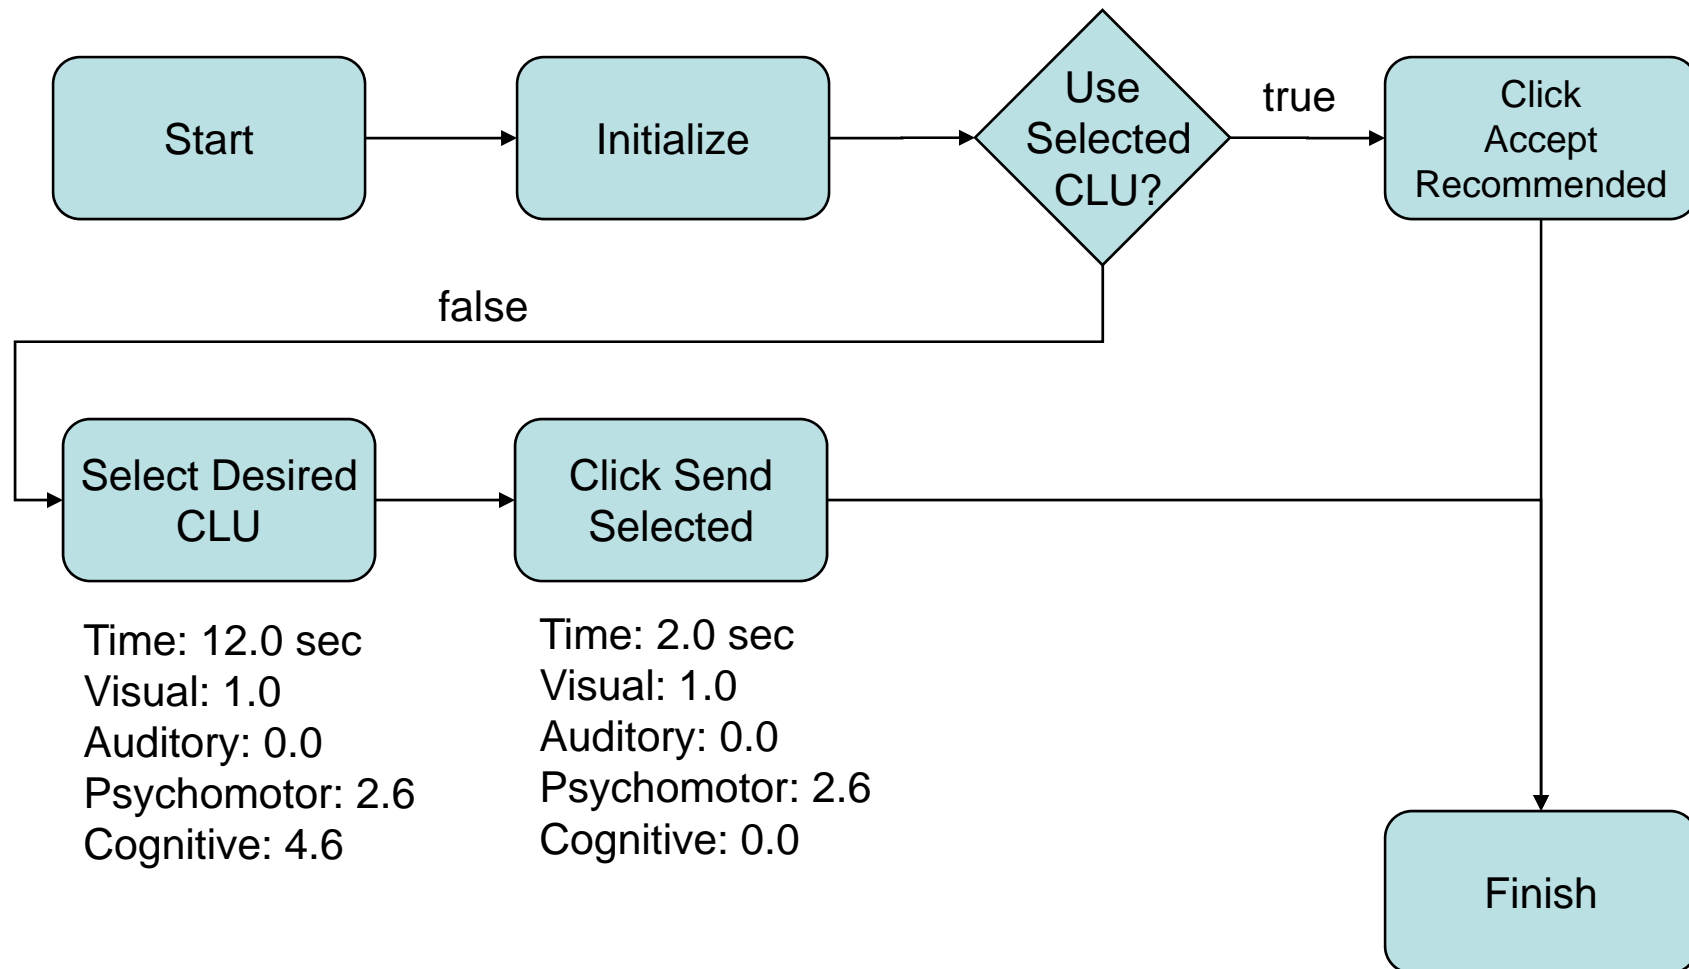 Start
Initialize
Use
Selected
CLU?
true
Click
Accept
Recommended
false
Select Desired
CLU
Click Send
Selected
Time: 12.0 sec
Visual: 1.0
Auditory: 0.0
Psychomotor: 2.6
Cognitive: 4.6
Time: 2.0 sec
Visual: 1.0
Auditory: 0.0
Psychomotor: 2.6
Cognitive: 0.0
Finish